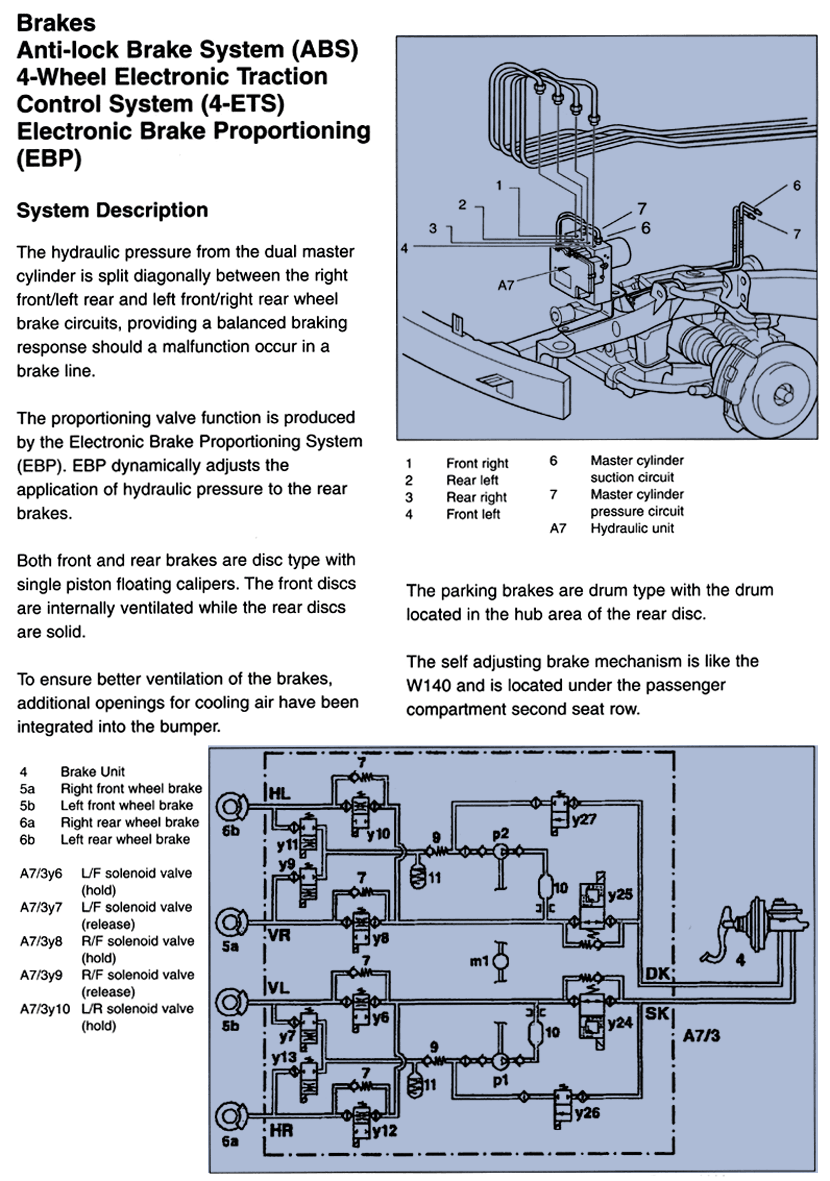 Brakes
Anti-lock Brake System (ABS)
4-Wheel Electronic Traction
Control System (4-ETS)
Electronic Brake Proportioning
(EBP)
System Description
The hydraulic pressure from the dual master
cylinder is split diagonally between the right
front/left rear and left front/right rear wheel
brake circuits, providing a balanced braking
response should a malfunction occur in a
brake line.
The proportioning valve function is produced
by the Electronic Brake Proportioning System
(EBP). EBP dynamically adjusts the
application of hydraulic pressure to the rear
brakes.
Both front and rear brakes are disc type with
single piston floating calipers. The front discs
are internally ventilated while the rear discs
are solid.
To ensure better ventilation of the brakes,
additional openings for cooling air have been
integrated into the bumper.
1
2
3
4
7
6
A7
6
7
1 Front right
2 Rear left
3 Rear right
4 Front left
6 Master cylinder
suction circuit
7 Master cylinder
pressure circuit
A7 Hydraulic unit
The parking brakes are drum type with the drum
located in the hub area of the rear disc.
The self adjusting brake mechanism is like the
W140 and is located under the passenger
compartment second seat row.
4 Brake Unit
5a Right front wheel brake
5b Left front wheel brake
6a Right rear wheel brake
6b Left rear wheel brake
A7/3y6 L/F solenoid valve
(hold)
A7/3y7 L/F solenoid valve
(release)
A7/3y8 R/F solenoid valve
(hold)
A7/3y9 R/F solenoid valve
(release)
A7/3y10 L/R solenoid valve
(hold)
7
HL
6b
y10
y11
y9
9
p2
y27
11
10
y25
7
5a
VR
y8
m1
4
DK
VL
7
SK
5b
y6
y7
10
y24
A7/3
y13
9
7
11
p1
y26
6a
HR
y12